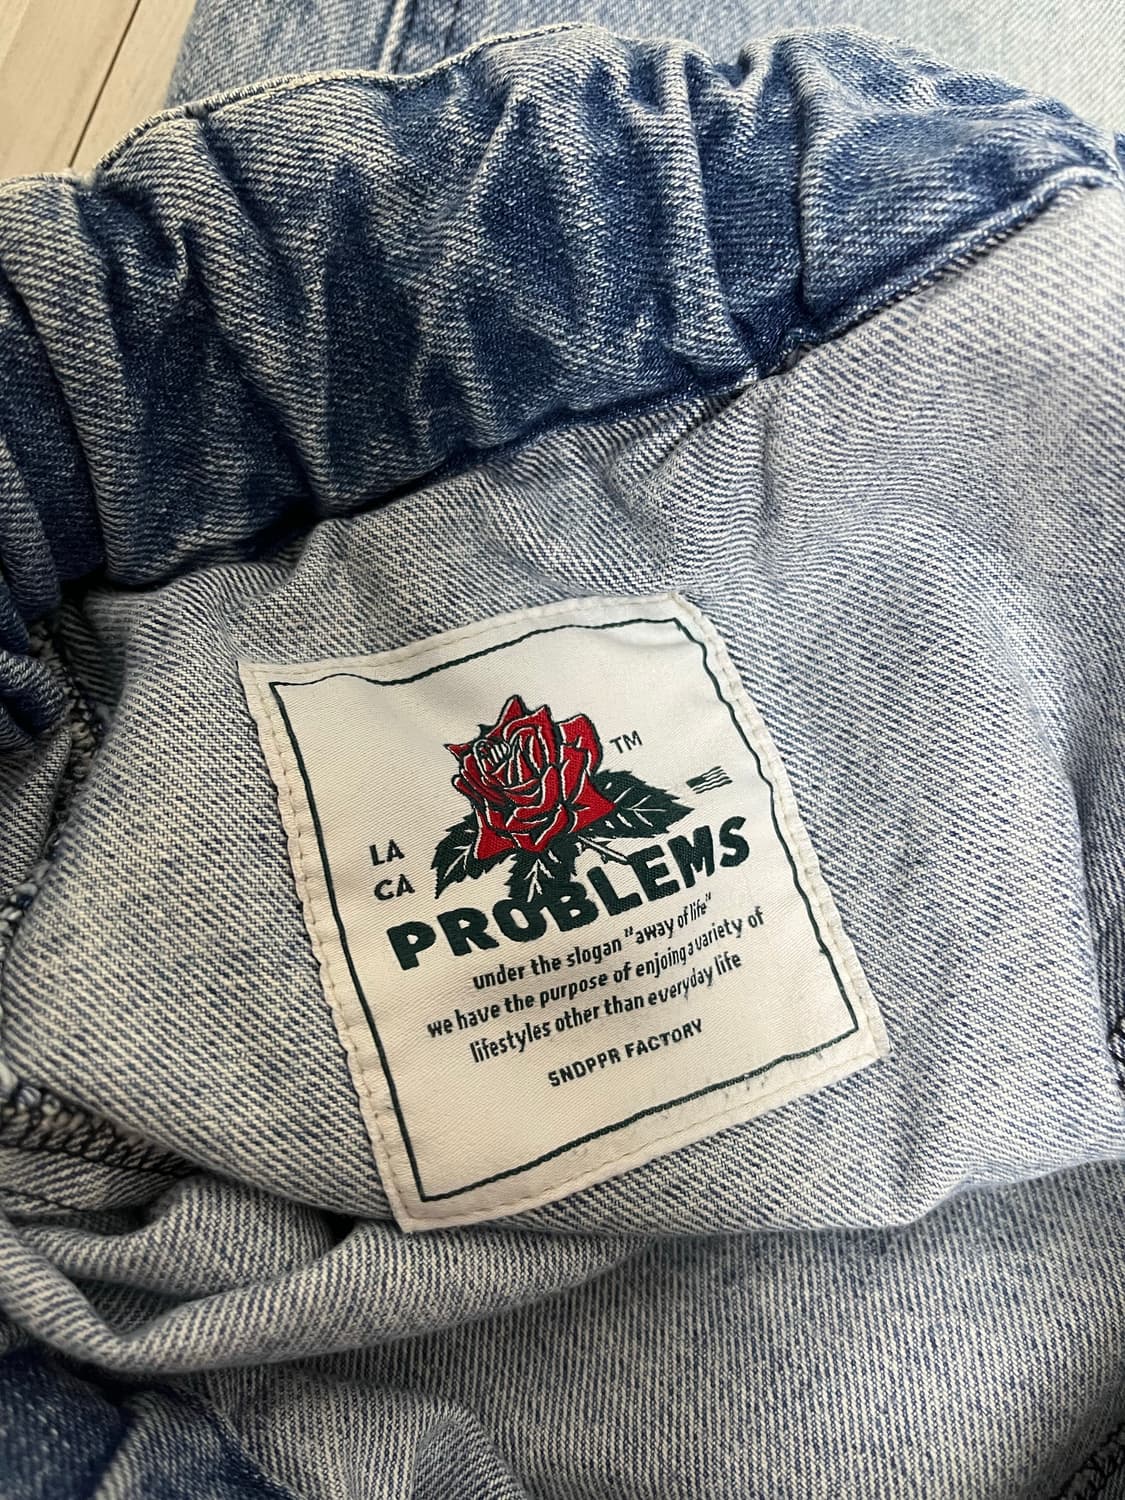 TM
LA
CA
PROBLEMS
under the slogan "away of life"
we have the purpose of enjoing a variety of
lifestyles other than everyday life
SNDPPR FACTORY